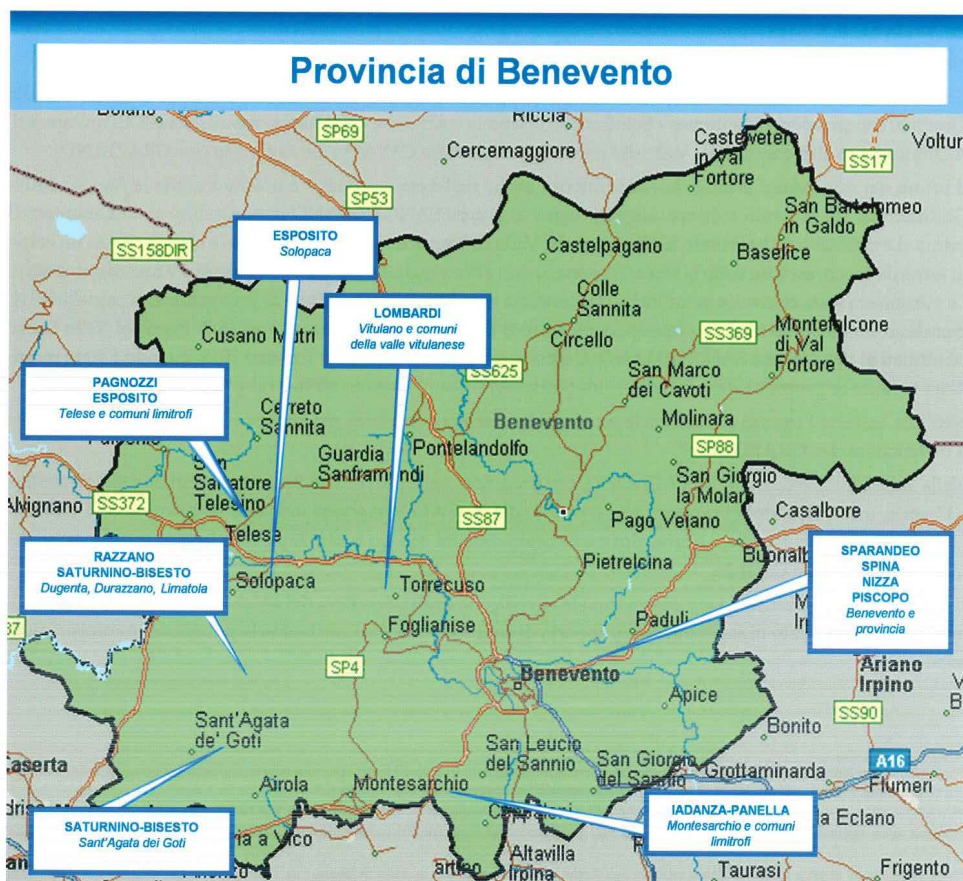 Provincia di Benevento
SP69
Riccia
Cercemaggiore
Castelvetere
in Val
Fortore
SS17
SP53
San Bartolomeo
in Galdo
SS158DIR
ESPOSITO
Solopaca
Castelpagano
Baselice
Colle
Sannita
LOMBARDI
Vitulano e comuni
della valle vitulanese
Cusano Mutri
Circello
SS369
Montefalcone
di Val
Fortore
SS625
San Marco
dei Cavoti
PAGNOZZI
ESPOSITO
Telese e comuni limitrofi
Cerreto
Sannita
Benevento
Molinara
Pontelandolfo
Guardia
Sanframondi
SP88
San
Salvatore
Telesino
San Giorgio
la Molara
Alvignano
SS372
SS87
Pago Veiano
Casalbore
Telese
RAZZANO
SATURNINO-BISESTO
Dugenta, Durazzano, Limatola
Solopaca
Torrecuso
Pietrelcina
SPARANDEO
SPINA
NIZZA
PISCOPO
Benevento e
provincia
Foglianise
Paduli
SP4
Benevento
Ariano
Irpino
Apice
SS90
Sant'Agata
de' Goti
San Leucio
del Sannio
Bonito
San Giorgio
del Sannio
Grottaminarda
A16
Flumeri
Airola
Montesarchio
SATURNINO-BISESTO
Sant'Agata dei Goti
IADANZA-PANELLA
Montesarchio e comuni
limitrofi
Altavilla
Irpina
Taurasi
Frigento